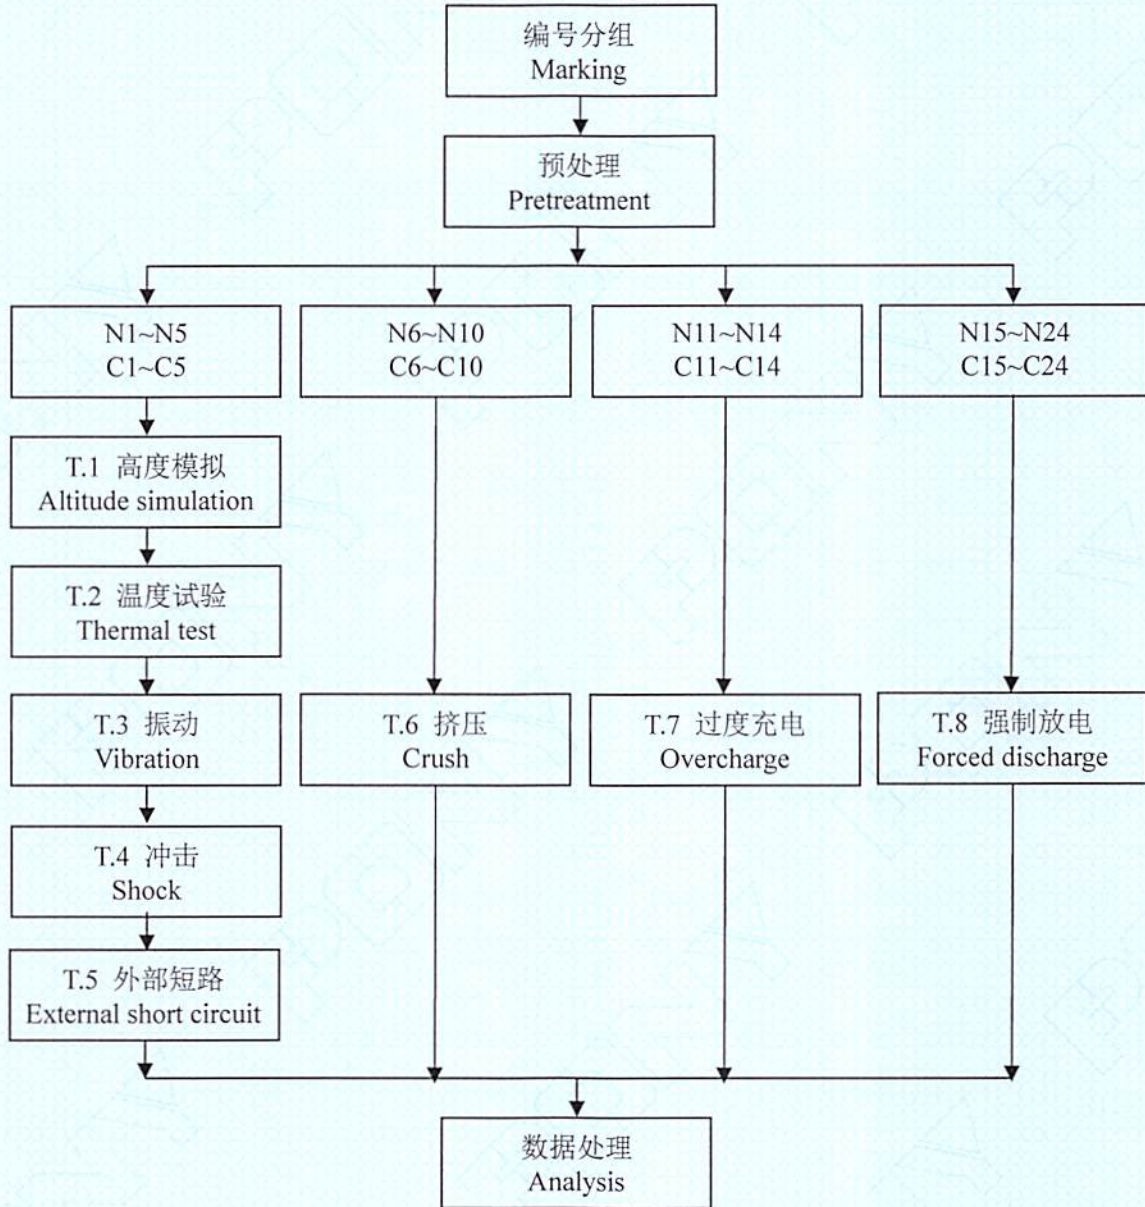 编号分组
Marking
预处理
Pretreatment
N1~N5
C1~C5
N6~N10
C6~C10
N11~N14
C11~C14
N15~N24
C15~C24
T.1 高度模拟
Altitude simulation
T.2 温度试验
Thermal test
T.3 振动
Vibration
T.6 挤压
Crush
T.7 过度充电
Overcharge
T.8 强制放电
Forced discharge
T.4 冲击
Shock
T.5 外部短路
External short circuit
数据处理
Analysis